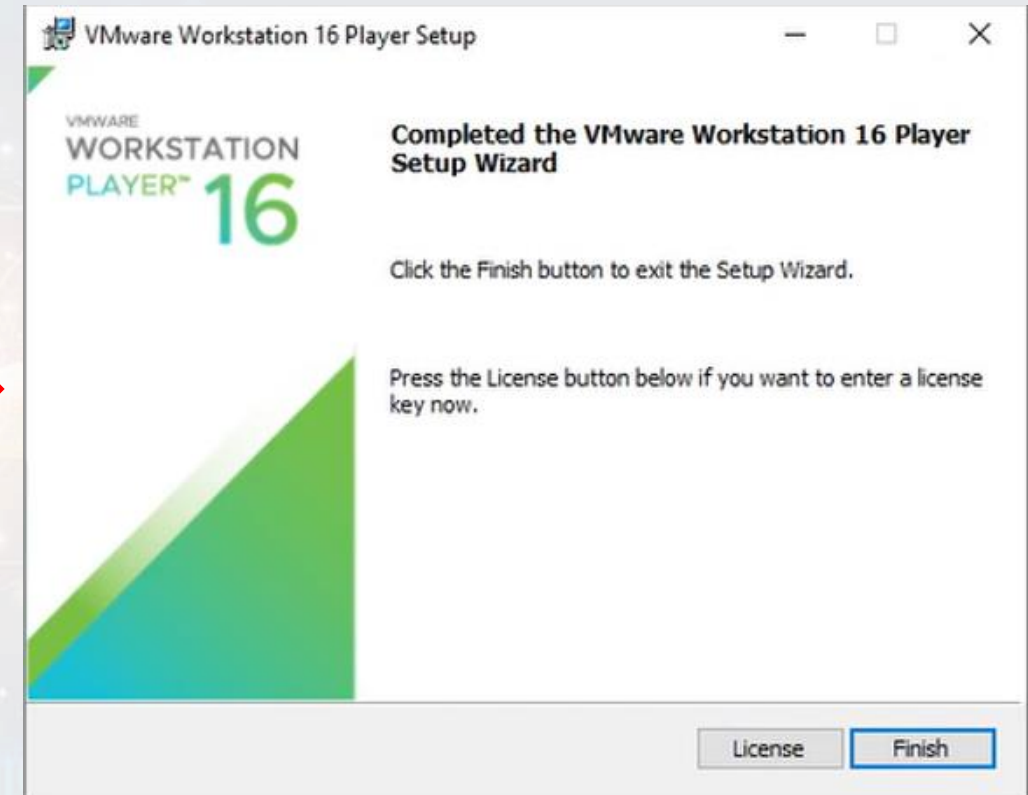 VMware Workstation 16 Player Setup
VMWARE
WORKSTATION
PLAYER™ 16
Completed the VMware Workstation 16 Player
Setup Wizard
Click the Finish button to exit the Setup Wizard.
Press the License button below if you want to enter a license
key now.
License
Finish